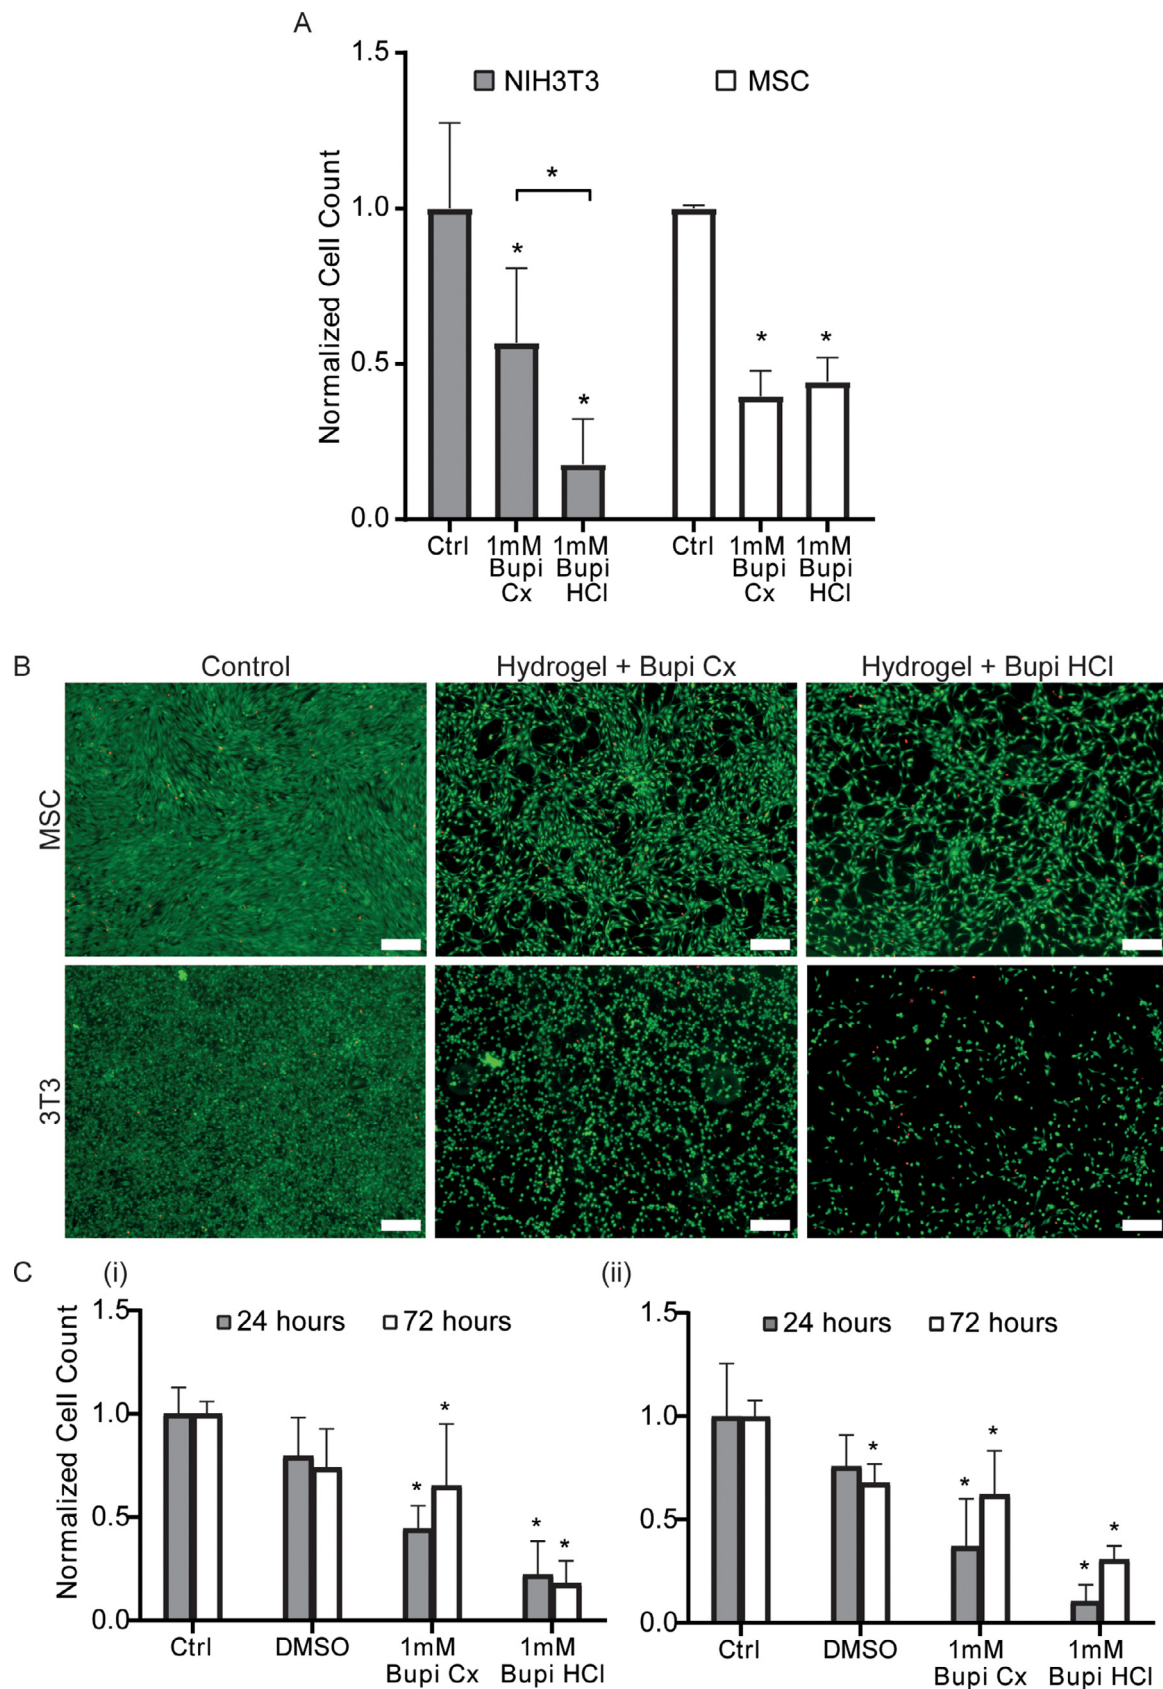 A
1.5
NIH3T3
MSC
*
1.0
Normalized Cell Count
*
*
*
*
0.5
0.0
Ctrl
1mM
Bupi
Cx
1mM
Bupi
HCl
Ctrl
1mM
Bupi
Cx
1mM
Bupi
HCl
B
Control
Hydrogel + Bupi Cx
Hydrogel + Bupi HCl
MSC
3T3
C
(i)
1.5
24 hours
72 hours
Normalized Cell Count
1.0
*
*
0.5
*
*
0.0
Ctrl
DMSO
1mM
Bupi Cx
1mM
Bupi HCl
(ii)
1.5
24 hours
72 hours
1.0
*
*
*
0.5
*
*
0.0
Ctrl
DMSO
1mM
Bupi Cx
1mM
Bupi HCl